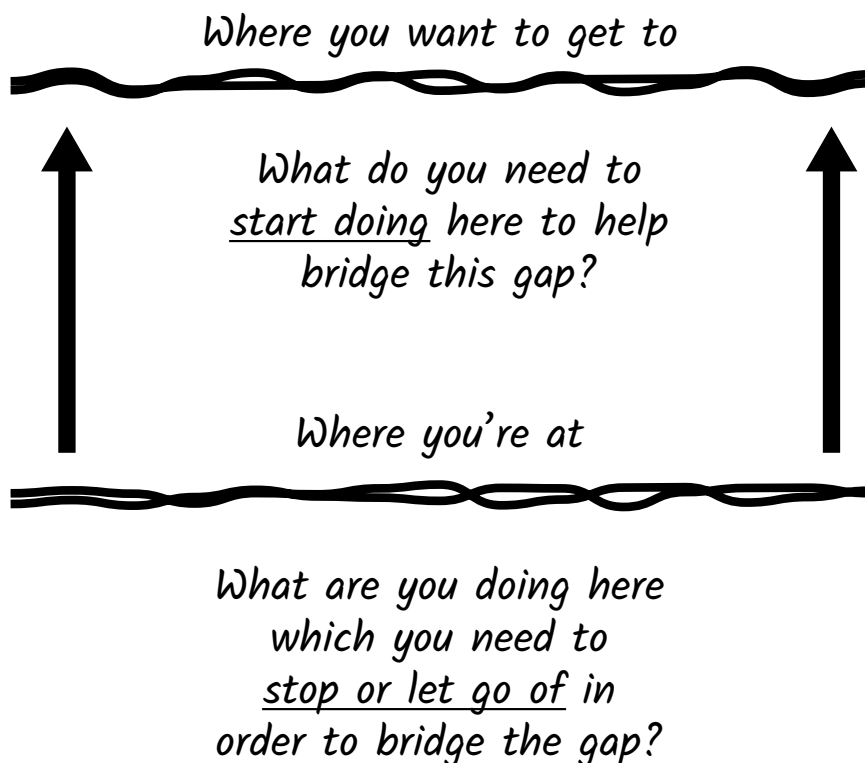 Where you want to get to
What do you need to
start doing here to help
bridge this gap?
Where you're at
What are you doing here
which you need to
stop or let go of in
order to bridge the gap?